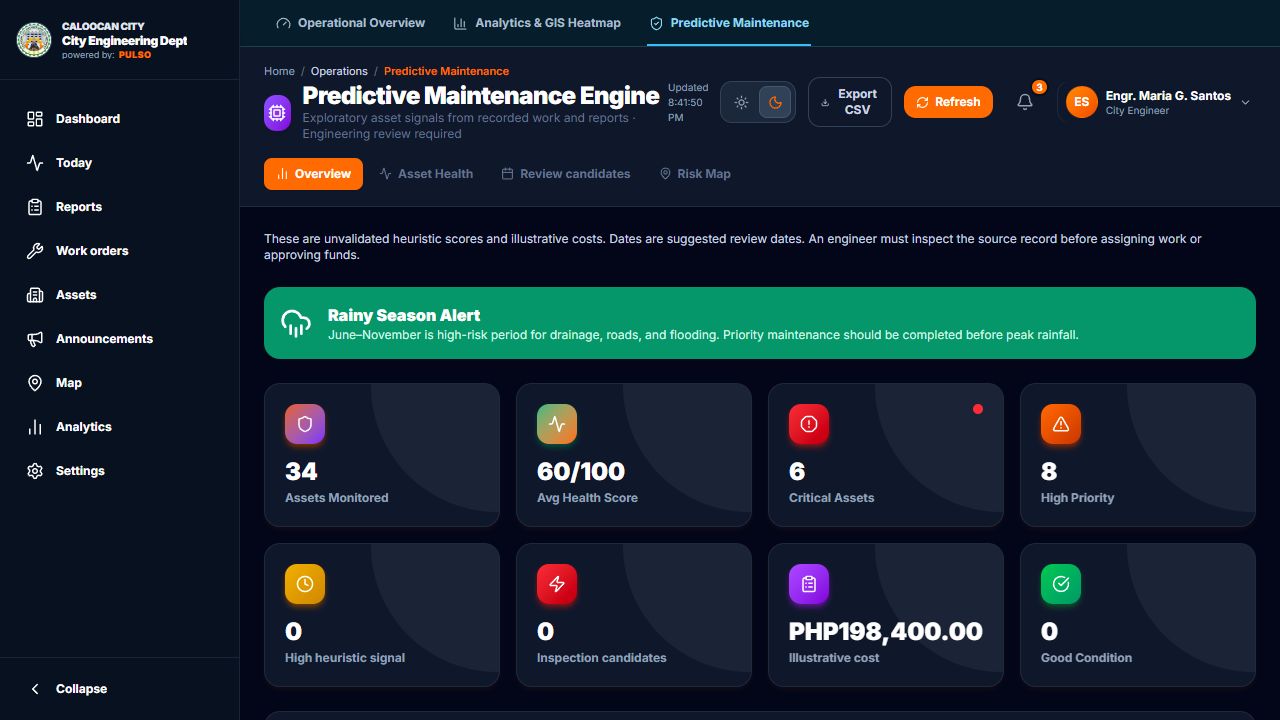 CALOOCAN CITY
City Engineering Dept
powered by: PULSO
Dashboard
Today
Reports
Work orders
Assets
Announcements
Map
Analytics
Settings
Collapse
Operational Overview
Analytics & GIS Heatmap
Predictive Maintenance
Home / Operations / Predictive Maintenance
Predictive Maintenance Engine
Exploratory asset signals from recorded work and reports ·
Engineering review required
Updated
8:41:50
PM
Export
CSV
Refresh
3
ES
Engr. Maria G. Santos
City Engineer
Overview
Asset Health
Review candidates
Risk Map
These are unvalidated heuristic scores and illustrative costs. Dates are suggested review dates. An engineer must inspect the source record before assigning work or
approving funds.
Rainy Season Alert
June–November is high-risk period for drainage, roads, and flooding. Priority maintenance should be completed before peak rainfall.
34
Assets Monitored
60/100
Avg Health Score
6
Critical Assets
8
High Priority
0
High heuristic signal
0
Inspection candidates
PHP198,400.00
Illustrative cost
0
Good Condition